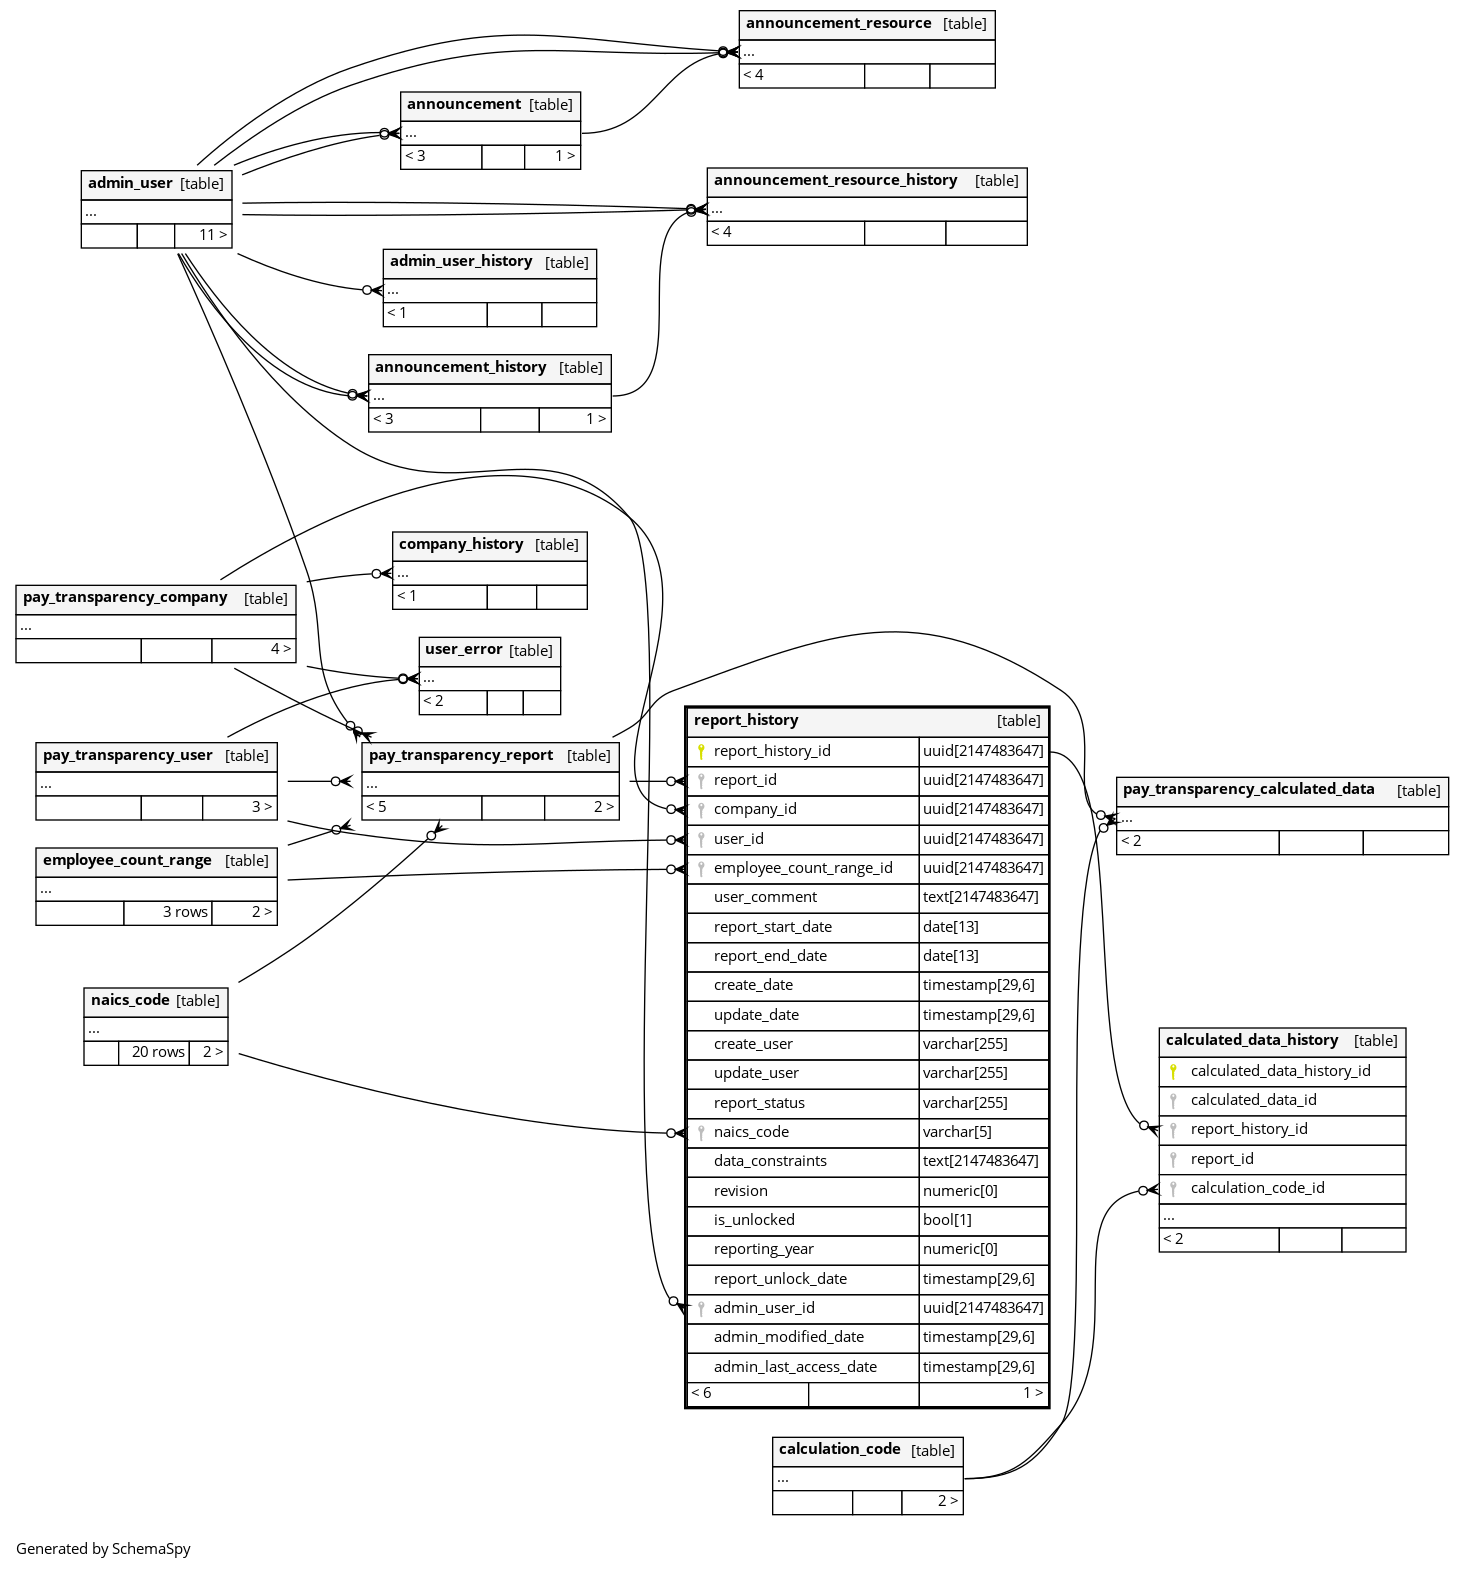 announcement_resource [table]
...
< 4
announcement [table]
...
< 3 1 >
admin_user [table]
...
11 >
announcement_resource_history [table]
...
< 4
admin_user_history [table]
...
< 1
announcement_history [table]
...
< 3 1 >
company_history [table]
...
< 1
pay_transparency_company [table]
...
4 >
user_error [table]
...
< 2
pay_transparency_user [table]
...
3 >
pay_transparency_report [table]
...
< 5 2 >
employee_count_range [table]
...
3 rows 2 >
naics_code [table]
...
20 rows 2 >
report_history [table]
report_history_id uuid[2147483647]
report_id uuid[2147483647]
company_id uuid[2147483647]
user_id uuid[2147483647]
employee_count_range_id uuid[2147483647]
user_comment text[2147483647]
report_start_date date[13]
report_end_date date[13]
create_date timestamp[29,6]
update_date timestamp[29,6]
create_user varchar[255]
update_user varchar[255]
report_status varchar[255]
naics_code varchar[5]
data_constraints text[2147483647]
revision numeric[0]
is_unlocked bool[1]
reporting_year numeric[0]
report_unlock_date timestamp[29,6]
admin_user_id uuid[2147483647]
admin_modified_date timestamp[29,6]
admin_last_access_date timestamp[29,6]
< 6 1 >
pay_transparency_calculated_data [table]
...
< 2
calculated_data_history [table]
calculated_data_history_id
calculated_data_id
report_history_id
report_id
calculation_code_id
...
< 2
calculation_code [table]
...
2 >
Generated by SchemaSpy